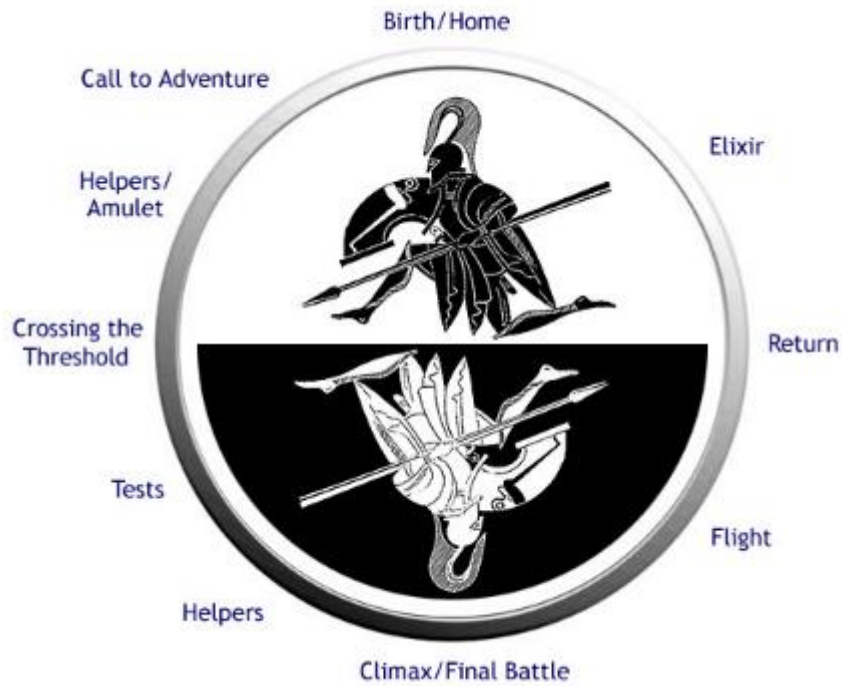 Birth/Home
Call to Adventure
Elixir
Helpers/
Amulet
Crossing the
Threshold
Return
Tests
Flight
Helpers
Climax/Final Battle